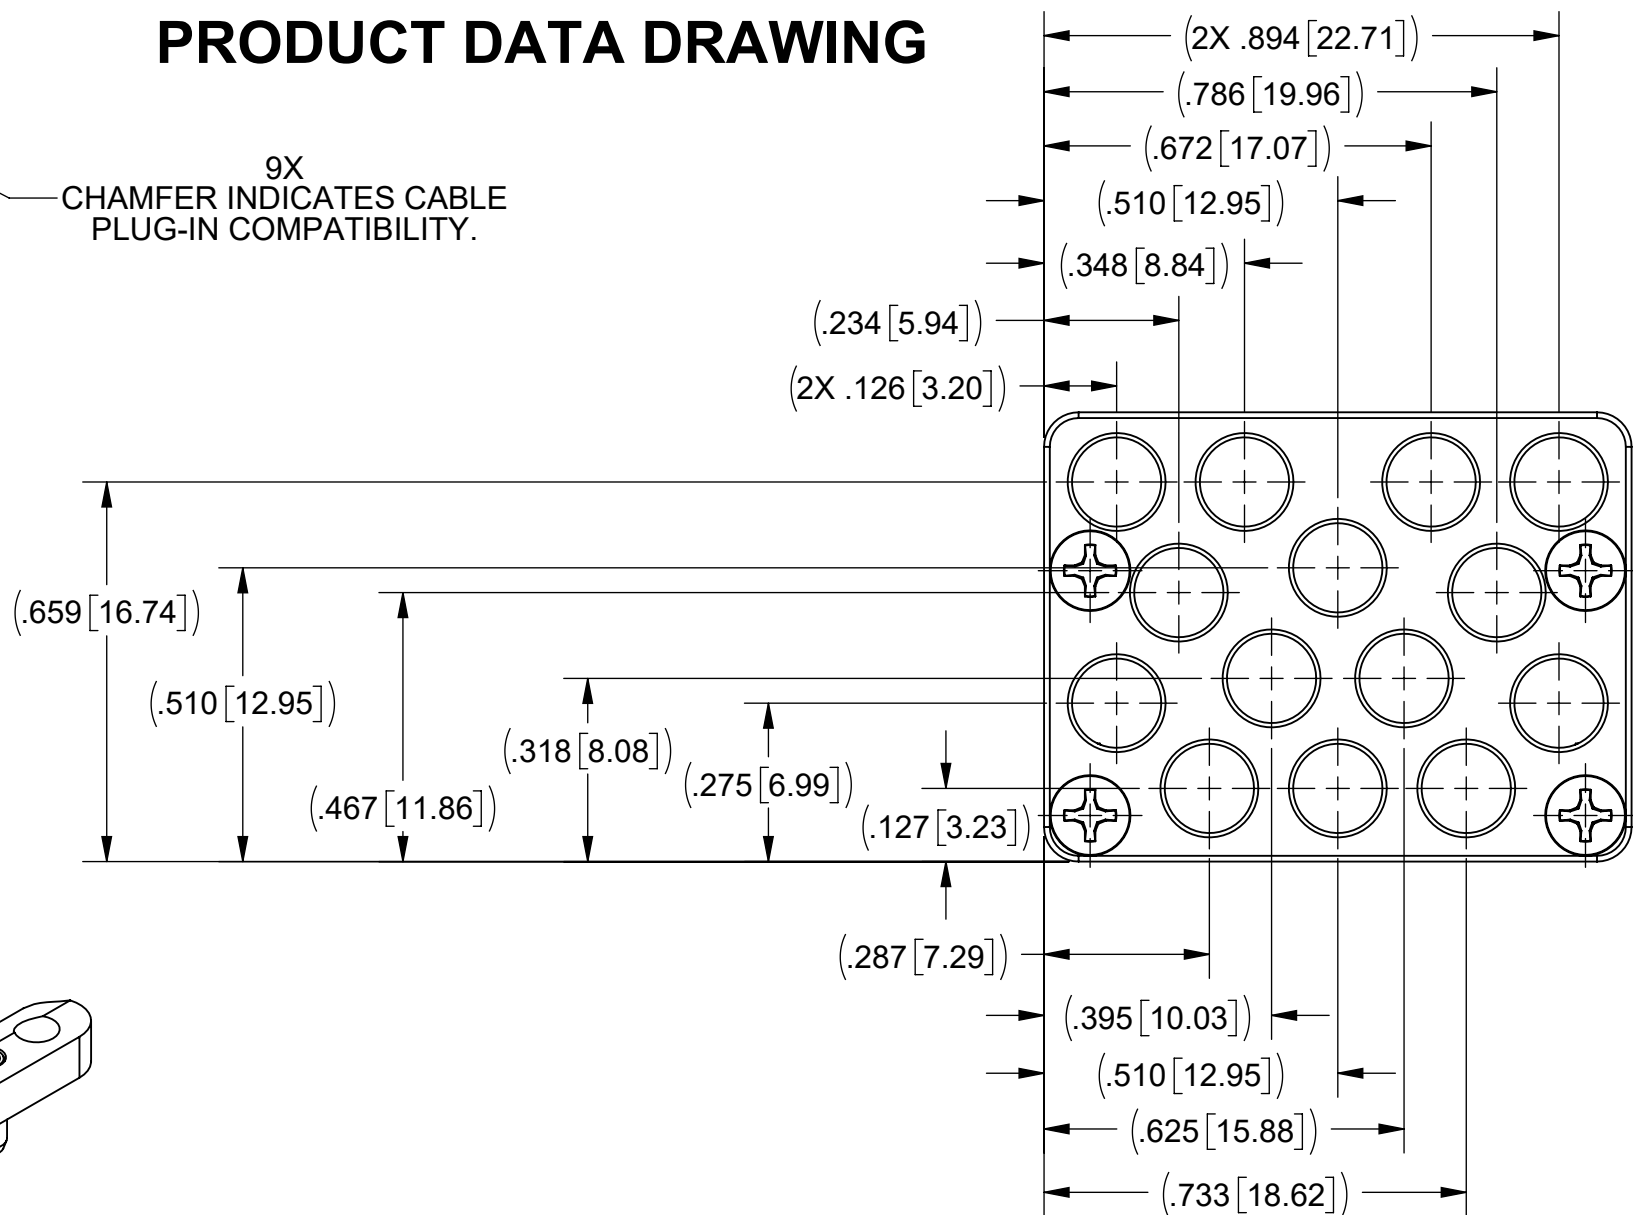 PRODUCT DATA DRAWING
(2X .894[22.71])
(.786[19.96])
(.672[17.07])
9X
CHAMFER INDICATES CABLE
PLUG-IN COMPATIBILITY.
(.510[12.95])
(.348[8.84])
(.234[5.94])
(2X .126[3.20])
(.659[16.74])
(.510[12.95])
(.467[11.86])
(.318[8.08])
(.275[6.99])
(.127[3.23])
(.287[7.29])
(.395[10.03])
(.510[12.95])
(.625[15.88])
(.733[18.62])